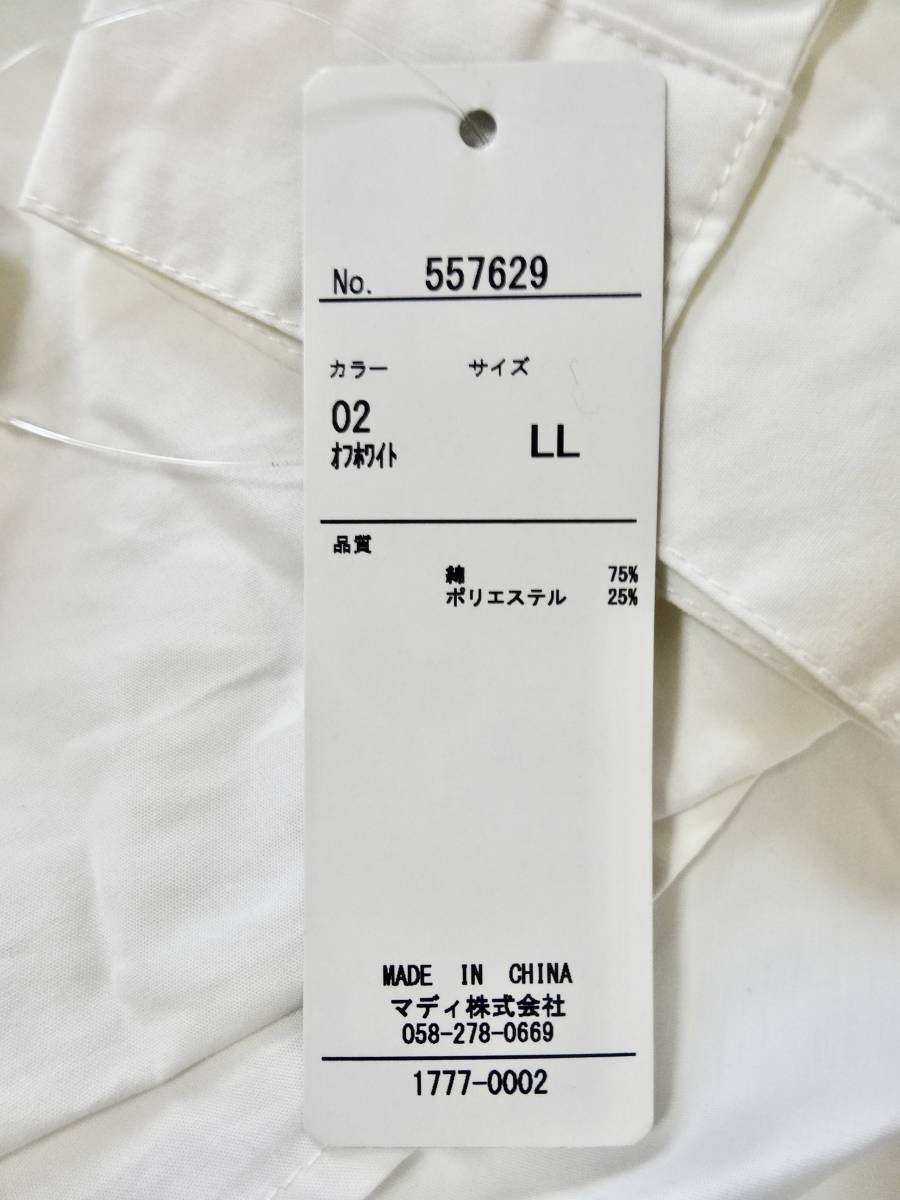 No. 557629
カラー サイズ
02
オフホワイト LL
品質
綿 75%
ポリエステル 25%
MADE IN CHINA
マディ株式会社
058-278-0669
1777-0002